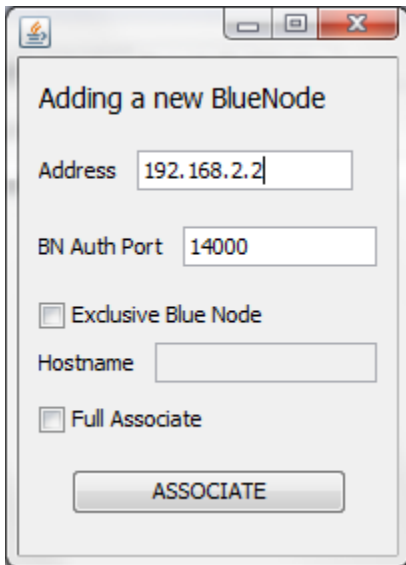 Adding a new BlueNode
Address 192.168.2.2
BN Auth Port 14000
Exclusive Blue Node
Hostname
Full Associate
ASSOCIATE